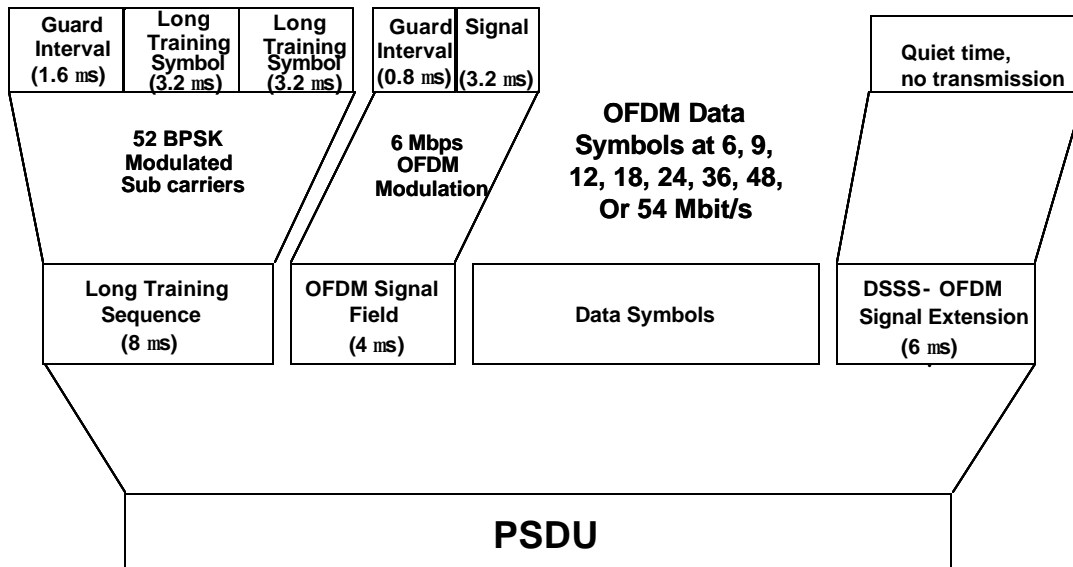 Guard
Interval
(1.6 ms)
Long
Training
Symbol
(3.2 ms)
Long
Training
Symbol
(3.2 ms)
Guard
Interval
(0.8 ms)
Signal
(3.2 ms)
Quiet time,
no transmission
52 BPSK
Modulated
Sub carriers
6 Mbps
OFDM
Modulation
OFDM Data
Symbols at 6, 9,
12, 18, 24, 36, 48,
Or 54 Mbit/s
Long Training
Sequence
(8 ms)
OFDM Signal
Field
(4 ms)
Data Symbols
DSSS- OFDM
Signal Extension
(6 ms)
PSDU